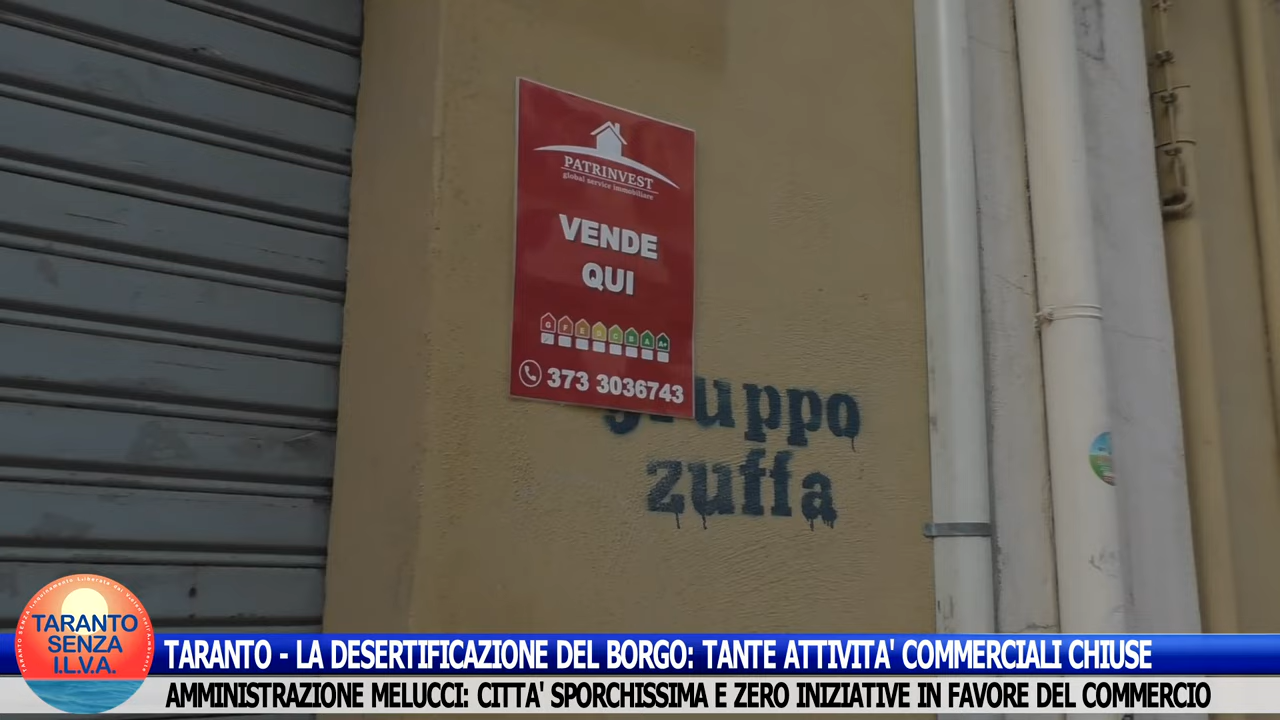 PATRINVEST
global service immobiliare
VENDE
QUI
G F E D C B A A+
373 3036743
gruppo
zuffa
TARANTO
SENZA
I.L.V.A.
TARANTO - LA DESERTIFICAZIONE DEL BORGO: TANTE ATTIVITA' COMMERCIALI CHIUSE
AMMINISTRAZIONE MELUCCI: CITTA' SPORCHISSIMA E ZERO INIZIATIVE IN FAVORE DEL COMMERCIO